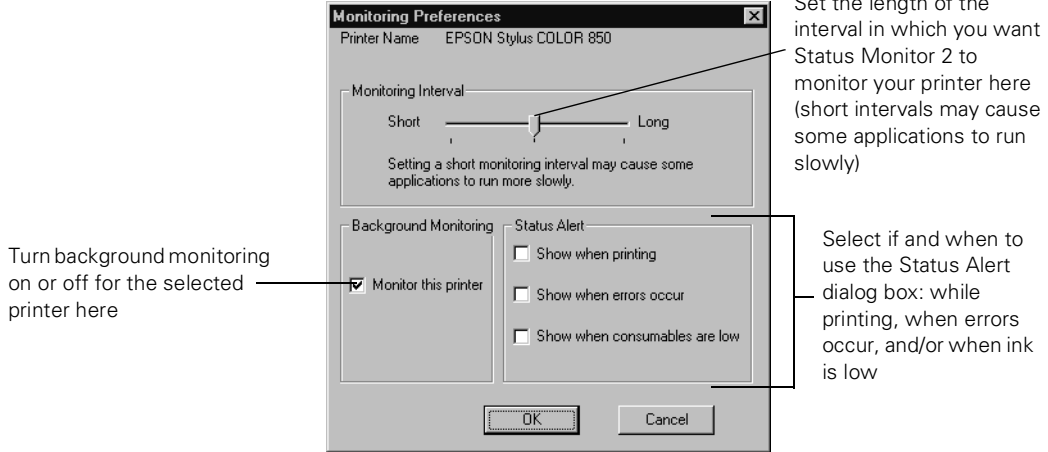 Set the length of the
interval in which you want
Status Monitor 2 to
monitor your printer here
(short intervals may cause
some applications to run
slowly)
Monitoring Preferences
Printer Name EPSON Stylus COLOR 850
Monitoring Interval
Short Long
Setting a short monitoring interval may cause some
applications to run more slowly.
Background Monitoring
Monitor this printer
Status Alert
Show when printing
Show when errors occur
Show when consumables are low
OK Cancel
Turn background monitoring
on or off for the selected
printer here
Select if and when to
use the Status Alert
dialog box: while
printing, when errors
occur, and/or when ink
is low